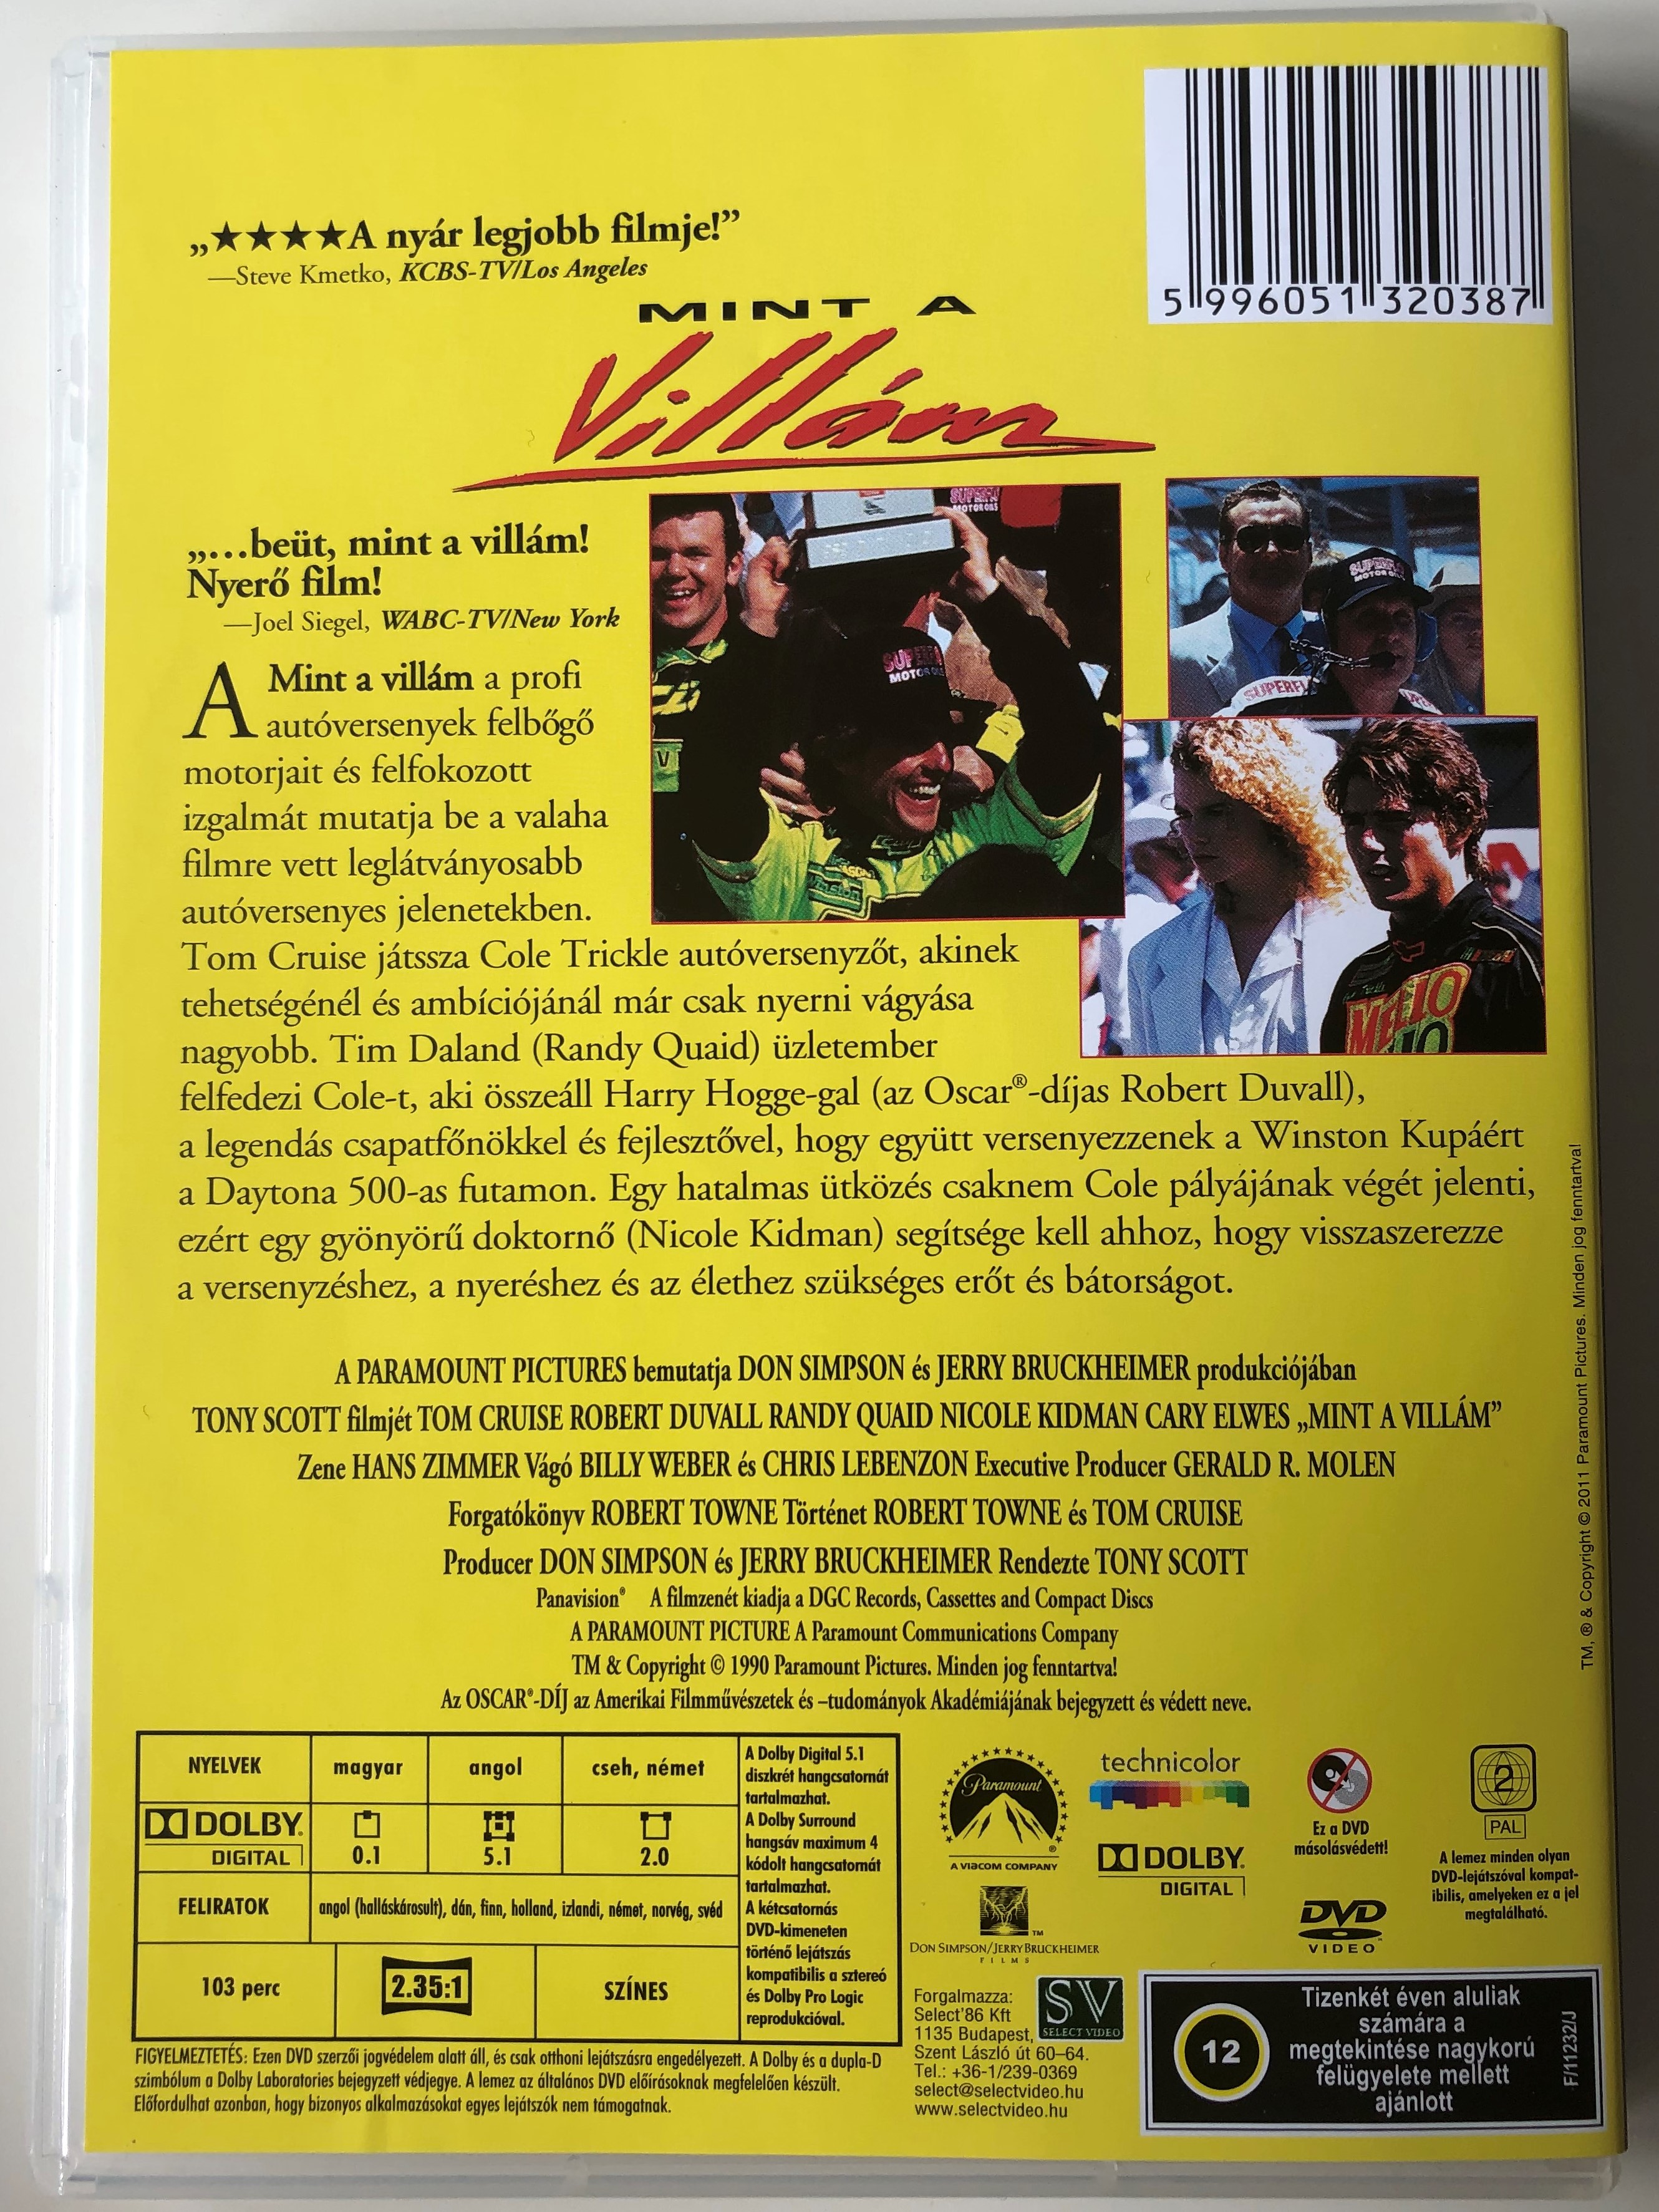 „★★★★A nyár legjobb filmje!”
—Steve Kmetko, KCBS-TV/Los Angeles
5 996051 320387
MINT A
Villám
„…beüt, mint a villám!
Nyerő film!
—Joel Siegel, WABC-TV/New York
A Mint a villám a profi
autóversenyek felbőgő
motorjait és felfokozott
izgalmát mutatja be a valaha
filmre vett leglátványosabb
autóversenyes jelenetekben.
Tom Cruise játssza Cole Trickle autóversenyzőt, akinek
tehetségénél és ambíciójánál már csak nyerni vágyása
nagyobb. Tim Daland (Randy Quaid) üzletember
felfedezi Cole-t, aki összeáll Harry Hogge-gal (az Oscar®-díjas Robert Duvall),
a legendás csapatfőnökkel és fejlesztővel, hogy együtt versenyezzenek a Winston Kupáért
a Daytona 500-as futamon. Egy hatalmas ütközés csaknem Cole pályájának végét jelenti,
ezért egy gyönyörű doktornő (Nicole Kidman) segítsége kell ahhoz, hogy visszaszerezze
a versenyzéshez, a nyeréshez és az élethez szükséges erőt és bátorságot.
SUPERFLO
MOTOR OILS
SUPERFLO
MOTOR OILS
SUPERFL
MELLO
A PARAMOUNT PICTURES bemutatja DON SIMPSON és JERRY BRUCKHEIMER produkciójában
TONY SCOTT filmjét TOM CRUISE ROBERT DUVALL RANDY QUAID NICOLE KIDMAN CARY ELWES „MINT A VILLÁM”
Zene HANS ZIMMER Vágó BILLY WEBER és CHRIS LEBENZON Executive Producer GERALD R. MOLEN
Forgatókönyv ROBERT TOWNE Történet ROBERT TOWNE és TOM CRUISE
Producer DON SIMPSON és JERRY BRUCKHEIMER Rendezte TONY SCOTT
Panavision® A filmzenét kiadja a DGC Records, Cassettes and Compact Discs
A PARAMOUNT PICTURE A Paramount Communications Company
TM & Copyright © 1990 Paramount Pictures. Minden jog fenntartva!
Az OSCAR®-DÍJ az Amerikai Filmművészetek és –tudományok Akadémiájának bejegyzett és védett neve.
TM, ® & Copyright © 2011 Paramount Pictures. Minden jog fenntartva!
NYELVEK magyar angol cseh, német
DOLBY
DIGITAL 0.1 5.1 2.0
FELIRATOK angol (halláskárosult), dán, finn, holland, izlandi, német, norvég, svéd
103 perc 2.35:1 SZÍNES
A Dolby Digital 5.1
diszkrét hangcsatornát
tartalmazhat.
A Dolby Surround
hangsáv maximum 4
kódolt hangcsatornát
tartalmazhat.
A kétcsatornás
DVD-kimeneten
történő lejátszás
kompatibilis a sztereó
és Dolby Pro Logic
reprodukcióval.
FIGYELMEZTETÉS: Ezen DVD szerzői jogvédelem alatt áll, és csak otthoni lejátszásra engedélyezett. A Dolby és a dupla-D
szimbólum a Dolby Laboratories bejegyzett védjegye. A lemez az általános DVD előírásoknak megfelelően készült.
Előfordulhat azonban, hogy bizonyos alkalmazásokat egyes lejátszók nem támogatnak.
Paramount
®
A VIACOM COMPANY
TM
DON SIMPSON/JERRY BRUCKHEIMER
FILMS
technicolor
DOLBY
DIGITAL
Ez a DVD
másolásvédett!
DVD
VIDEO
2
PAL
A lemez minden olyan
DVD-lejátszóval kompat-
ibilis, amelyeken ez a jel
megtalálható.
Forgalmazza:
Select’86 Kft
1135 Budapest,
Szent László út 60–64.
Tel.: +36-1/239-0369
select@selectvideo.hu
www.selectvideo.hu
SV
SELECT VIDEO
12
Tizenkét éven aluliak
számára a
megtekintése nagykorú
felügyelete mellett
ajánlott
F/11232/J